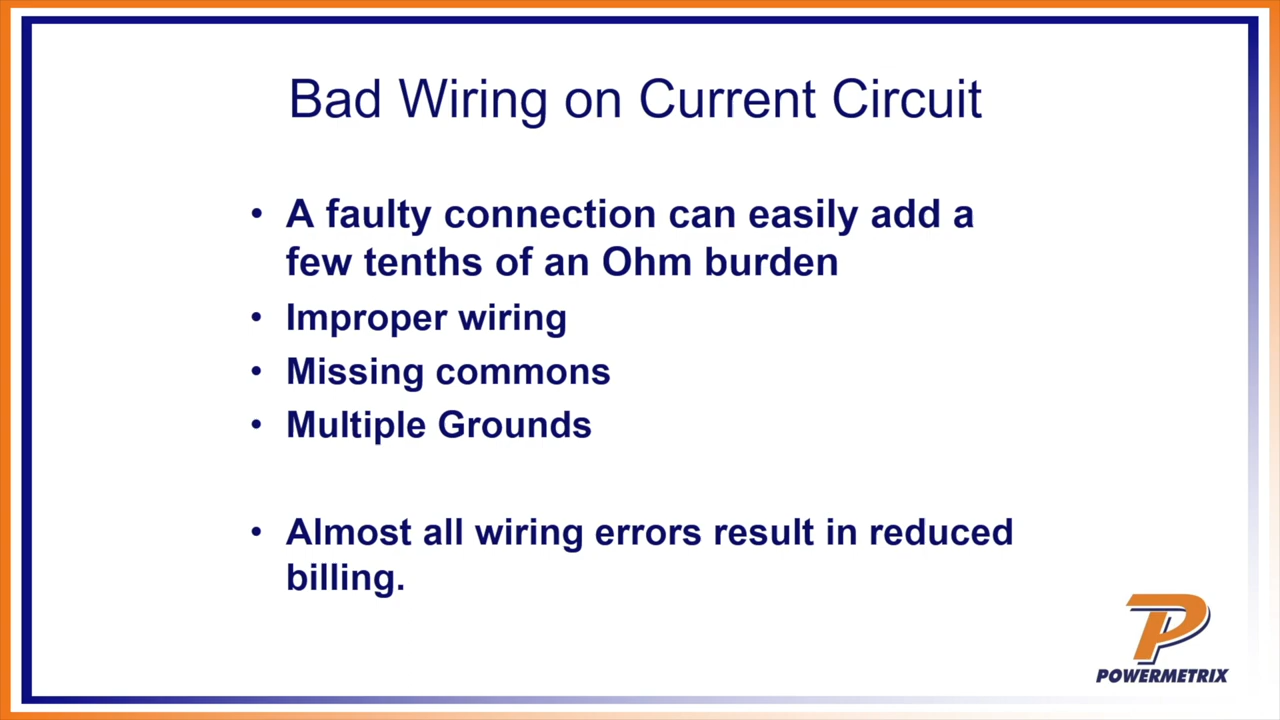 Bad Wiring on Current Circuit
• A faulty connection can easily add a
few tenths of an Ohm burden
• Improper wiring
• Missing commons
• Multiple Grounds
• Almost all wiring errors result in reduced
billing.
P
POWERMETRIX